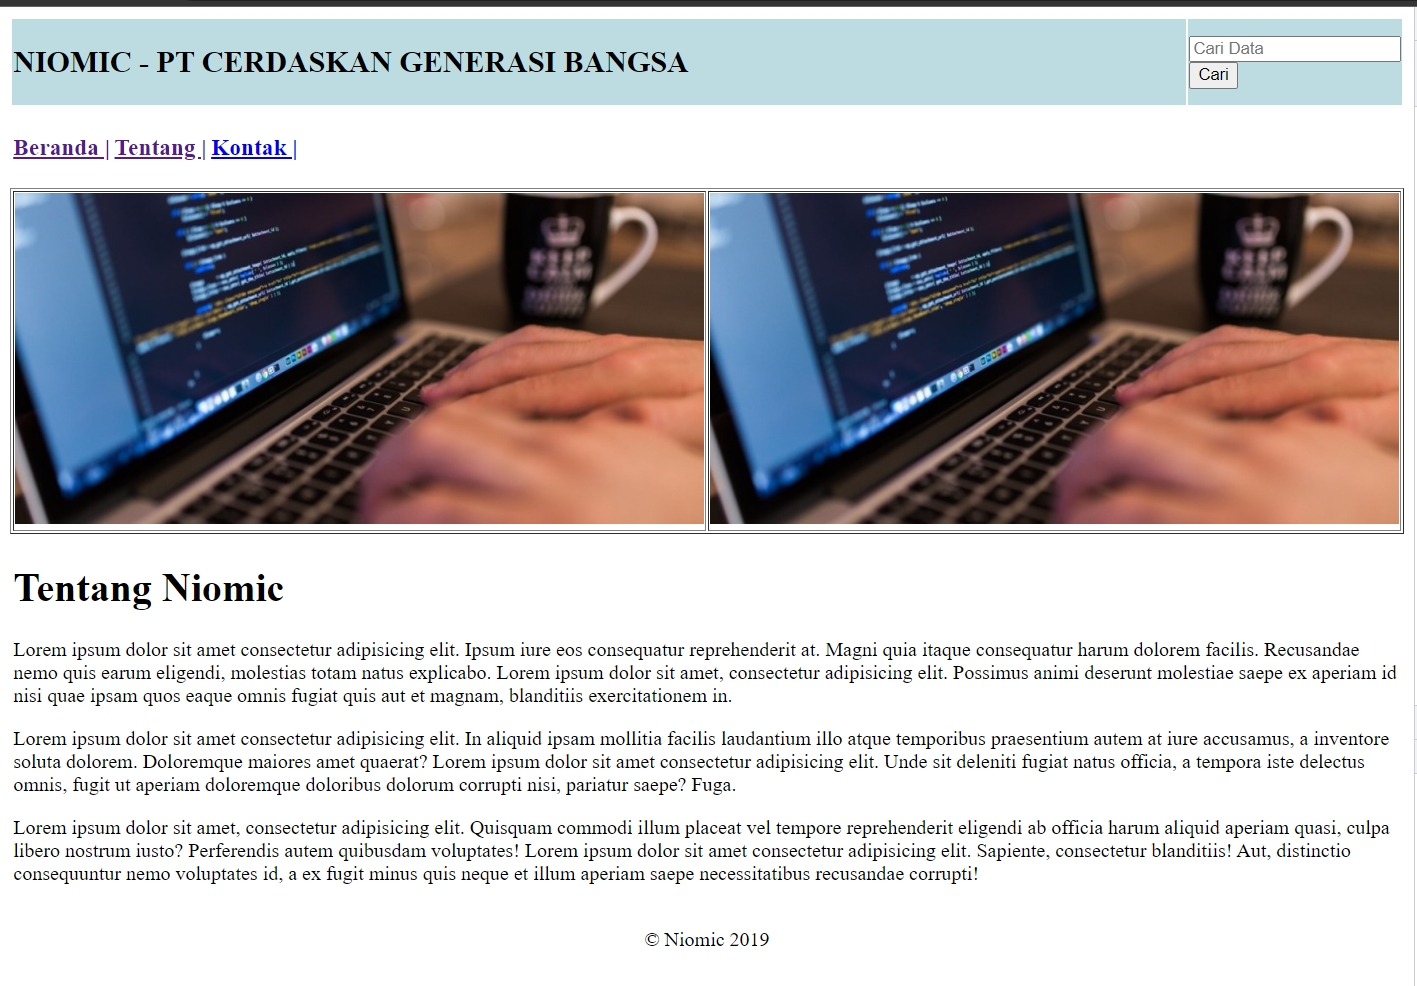 NIOMIC - PT CERDASKAN GENERASI BANGSA
Cari Data
Cari
Beranda | Tentang | Kontak |
KEEP
CALM
Tentang Niomic
Lorem ipsum dolor sit amet consectetur adipisicing elit. Ipsum iure eos consequatur reprehenderit at. Magni quia itaque consequatur harum dolorem facilis. Recusandae
nemo quis earum eligendi, molestias totam natus explicabo. Lorem ipsum dolor sit amet, consectetur adipisicing elit. Possimus animi deserunt molestiae saepe ex aperiam id
nisi quae ipsam quos eaque omnis fugiat quis aut et magnam, blanditiis exercitationem in.
Lorem ipsum dolor sit amet consectetur adipisicing elit. In aliquid ipsam mollitia facilis laudantium illo atque temporibus praesentium autem at iure accusamus, a inventore
soluta dolorem. Doloremque maiores amet quaerat? Lorem ipsum dolor sit amet consectetur adipisicing elit. Unde sit deleniti fugiat natus officia, a tempora iste delectus
omnis, fugit ut aperiam doloremque doloribus dolorum corrupti nisi, pariatur saepe? Fuga.
Lorem ipsum dolor sit amet, consectetur adipisicing elit. Quisquam commodi illum placeat vel tempore reprehenderit eligendi ab officia harum aliquid aperiam quasi, culpa
libero nostrum iusto? Perferendis autem quibusdam voluptates! Lorem ipsum dolor sit amet consectetur adipisicing elit. Sapiente, consectetur blanditiis! Aut, distinctio
consequuntur nemo voluptates id, a ex fugit minus quis neque et illum aperiam saepe necessitatibus recusandae corrupti!
© Niomic 2019